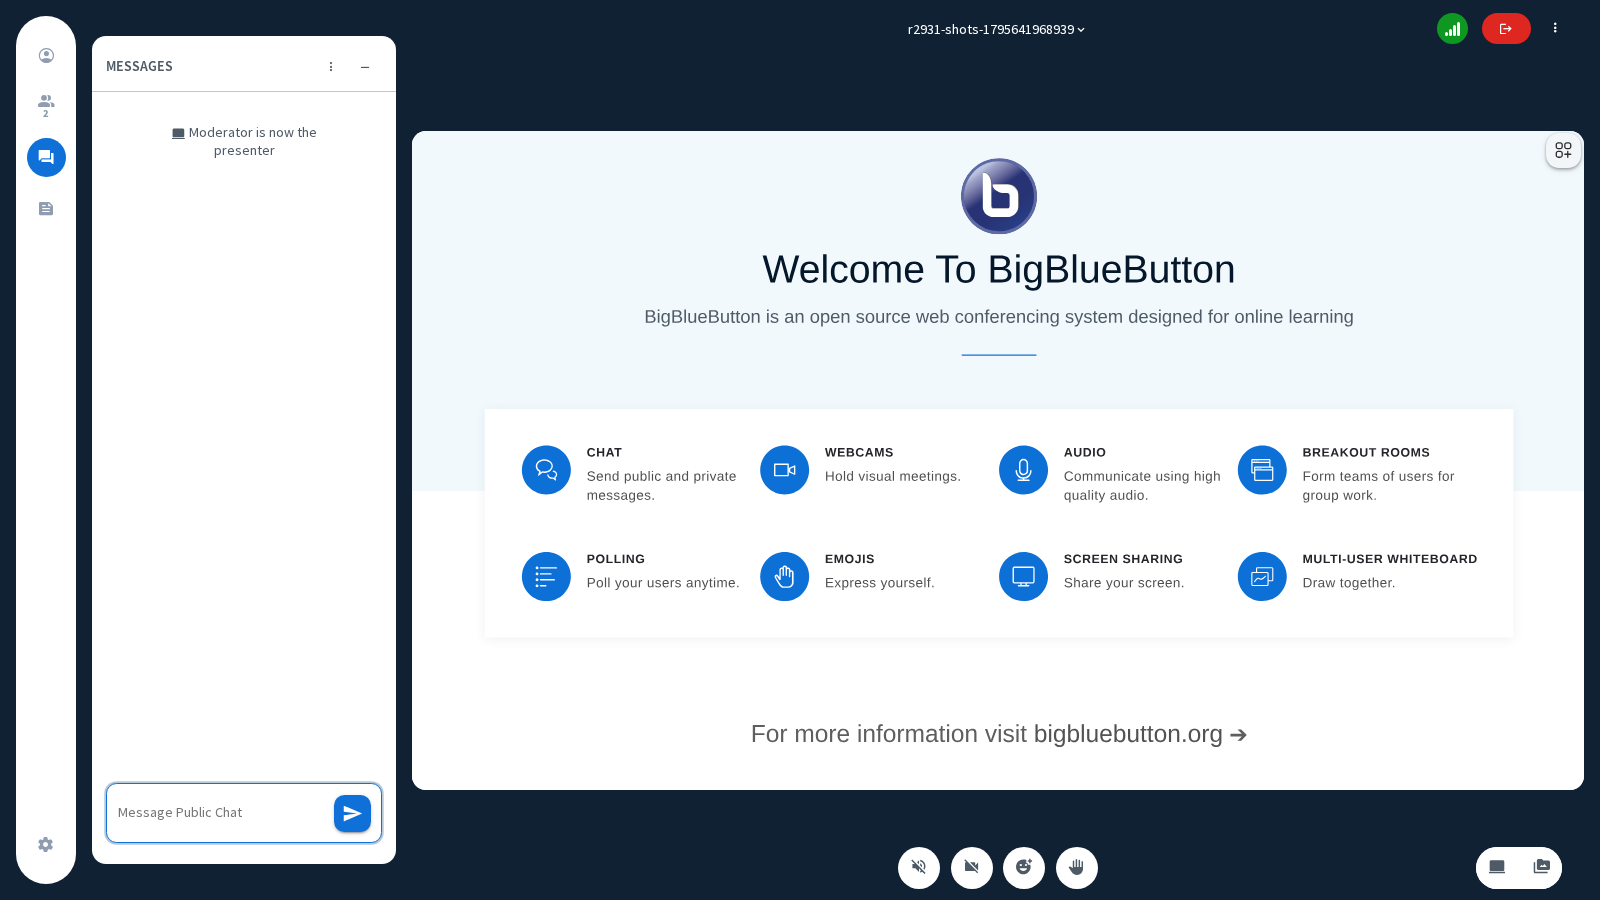 r2931-shots-1795641968939
MESSAGES
2
Moderator is now the
presenter
Welcome To BigBlueButton
BigBlueButton is an open source web conferencing system designed for online learning
CHAT
Send public and private
messages.
WEBCAMS
Hold visual meetings.
AUDIO
Communicate using high
quality audio.
BREAKOUT ROOMS
Form teams of users for
group work.
POLLING
Poll your users anytime.
EMOJIS
Express yourself.
SCREEN SHARING
Share your screen.
MULTI-USER WHITEBOARD
Draw together.
For more information visit bigbluebutton.org →
Message Public Chat